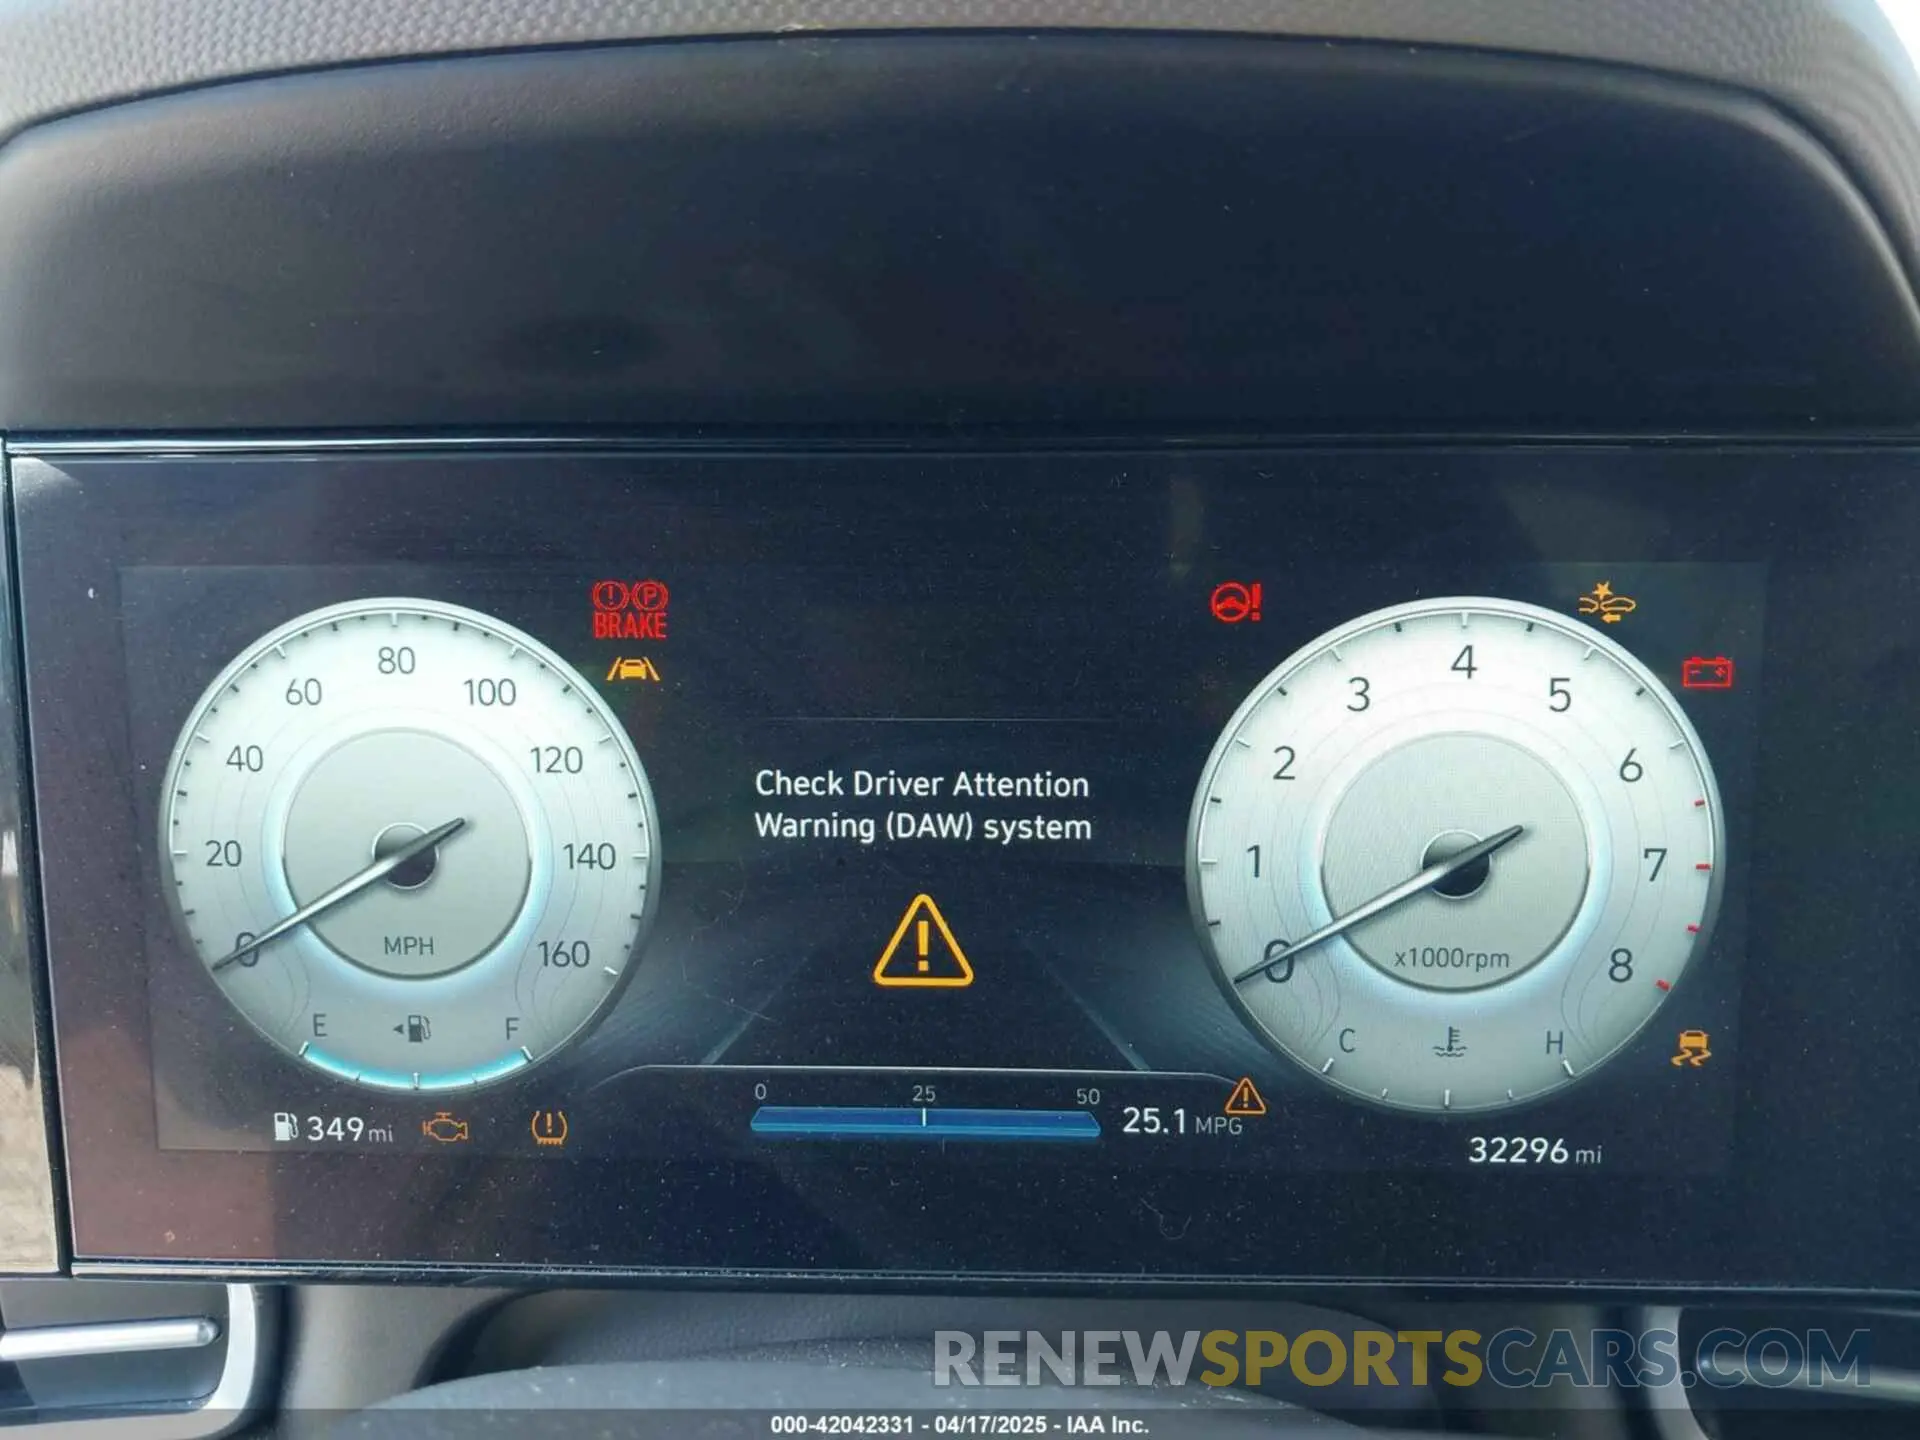 BRAKE
P
80
60
100
40
120
20
140
0
160
MPH
E
F
349 mi
Check Driver Attention
Warning (DAW) system
0
25
50
25.1 MPG
4
3
5
2
6
1
7
0
8
x1000rpm
C
H
32296 mi
RENEWSPORTSCARS.COM
000-42042331 - 04/17/2025 - IAA Inc.